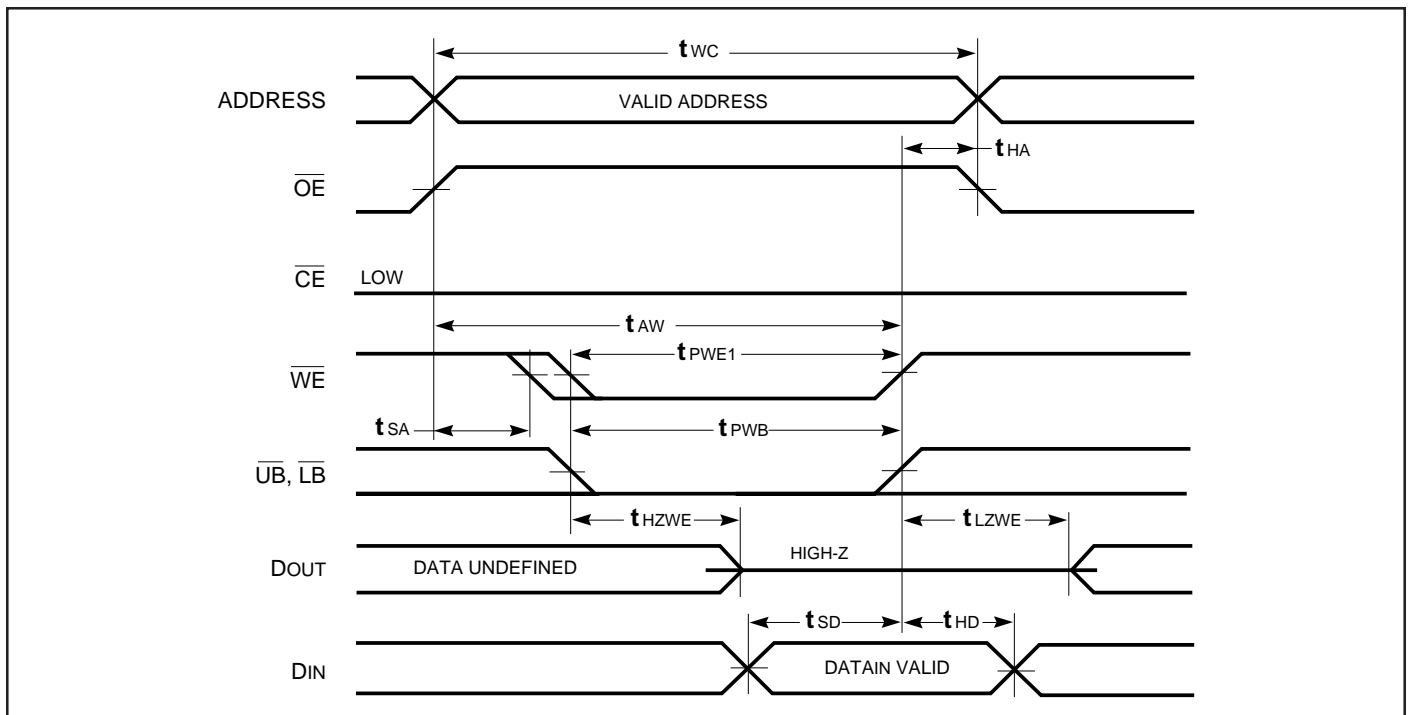 tWC
ADDRESS
VALID ADDRESS
tHA
OE
CE
LOW
tAW
tPWE1
WE
tSA
tPWB
UB, LB
tHZWE
tLZWE
HIGH-Z
DOUT
DATA UNDEFINED
tSD
tHD
DIN
DATAIN VALID